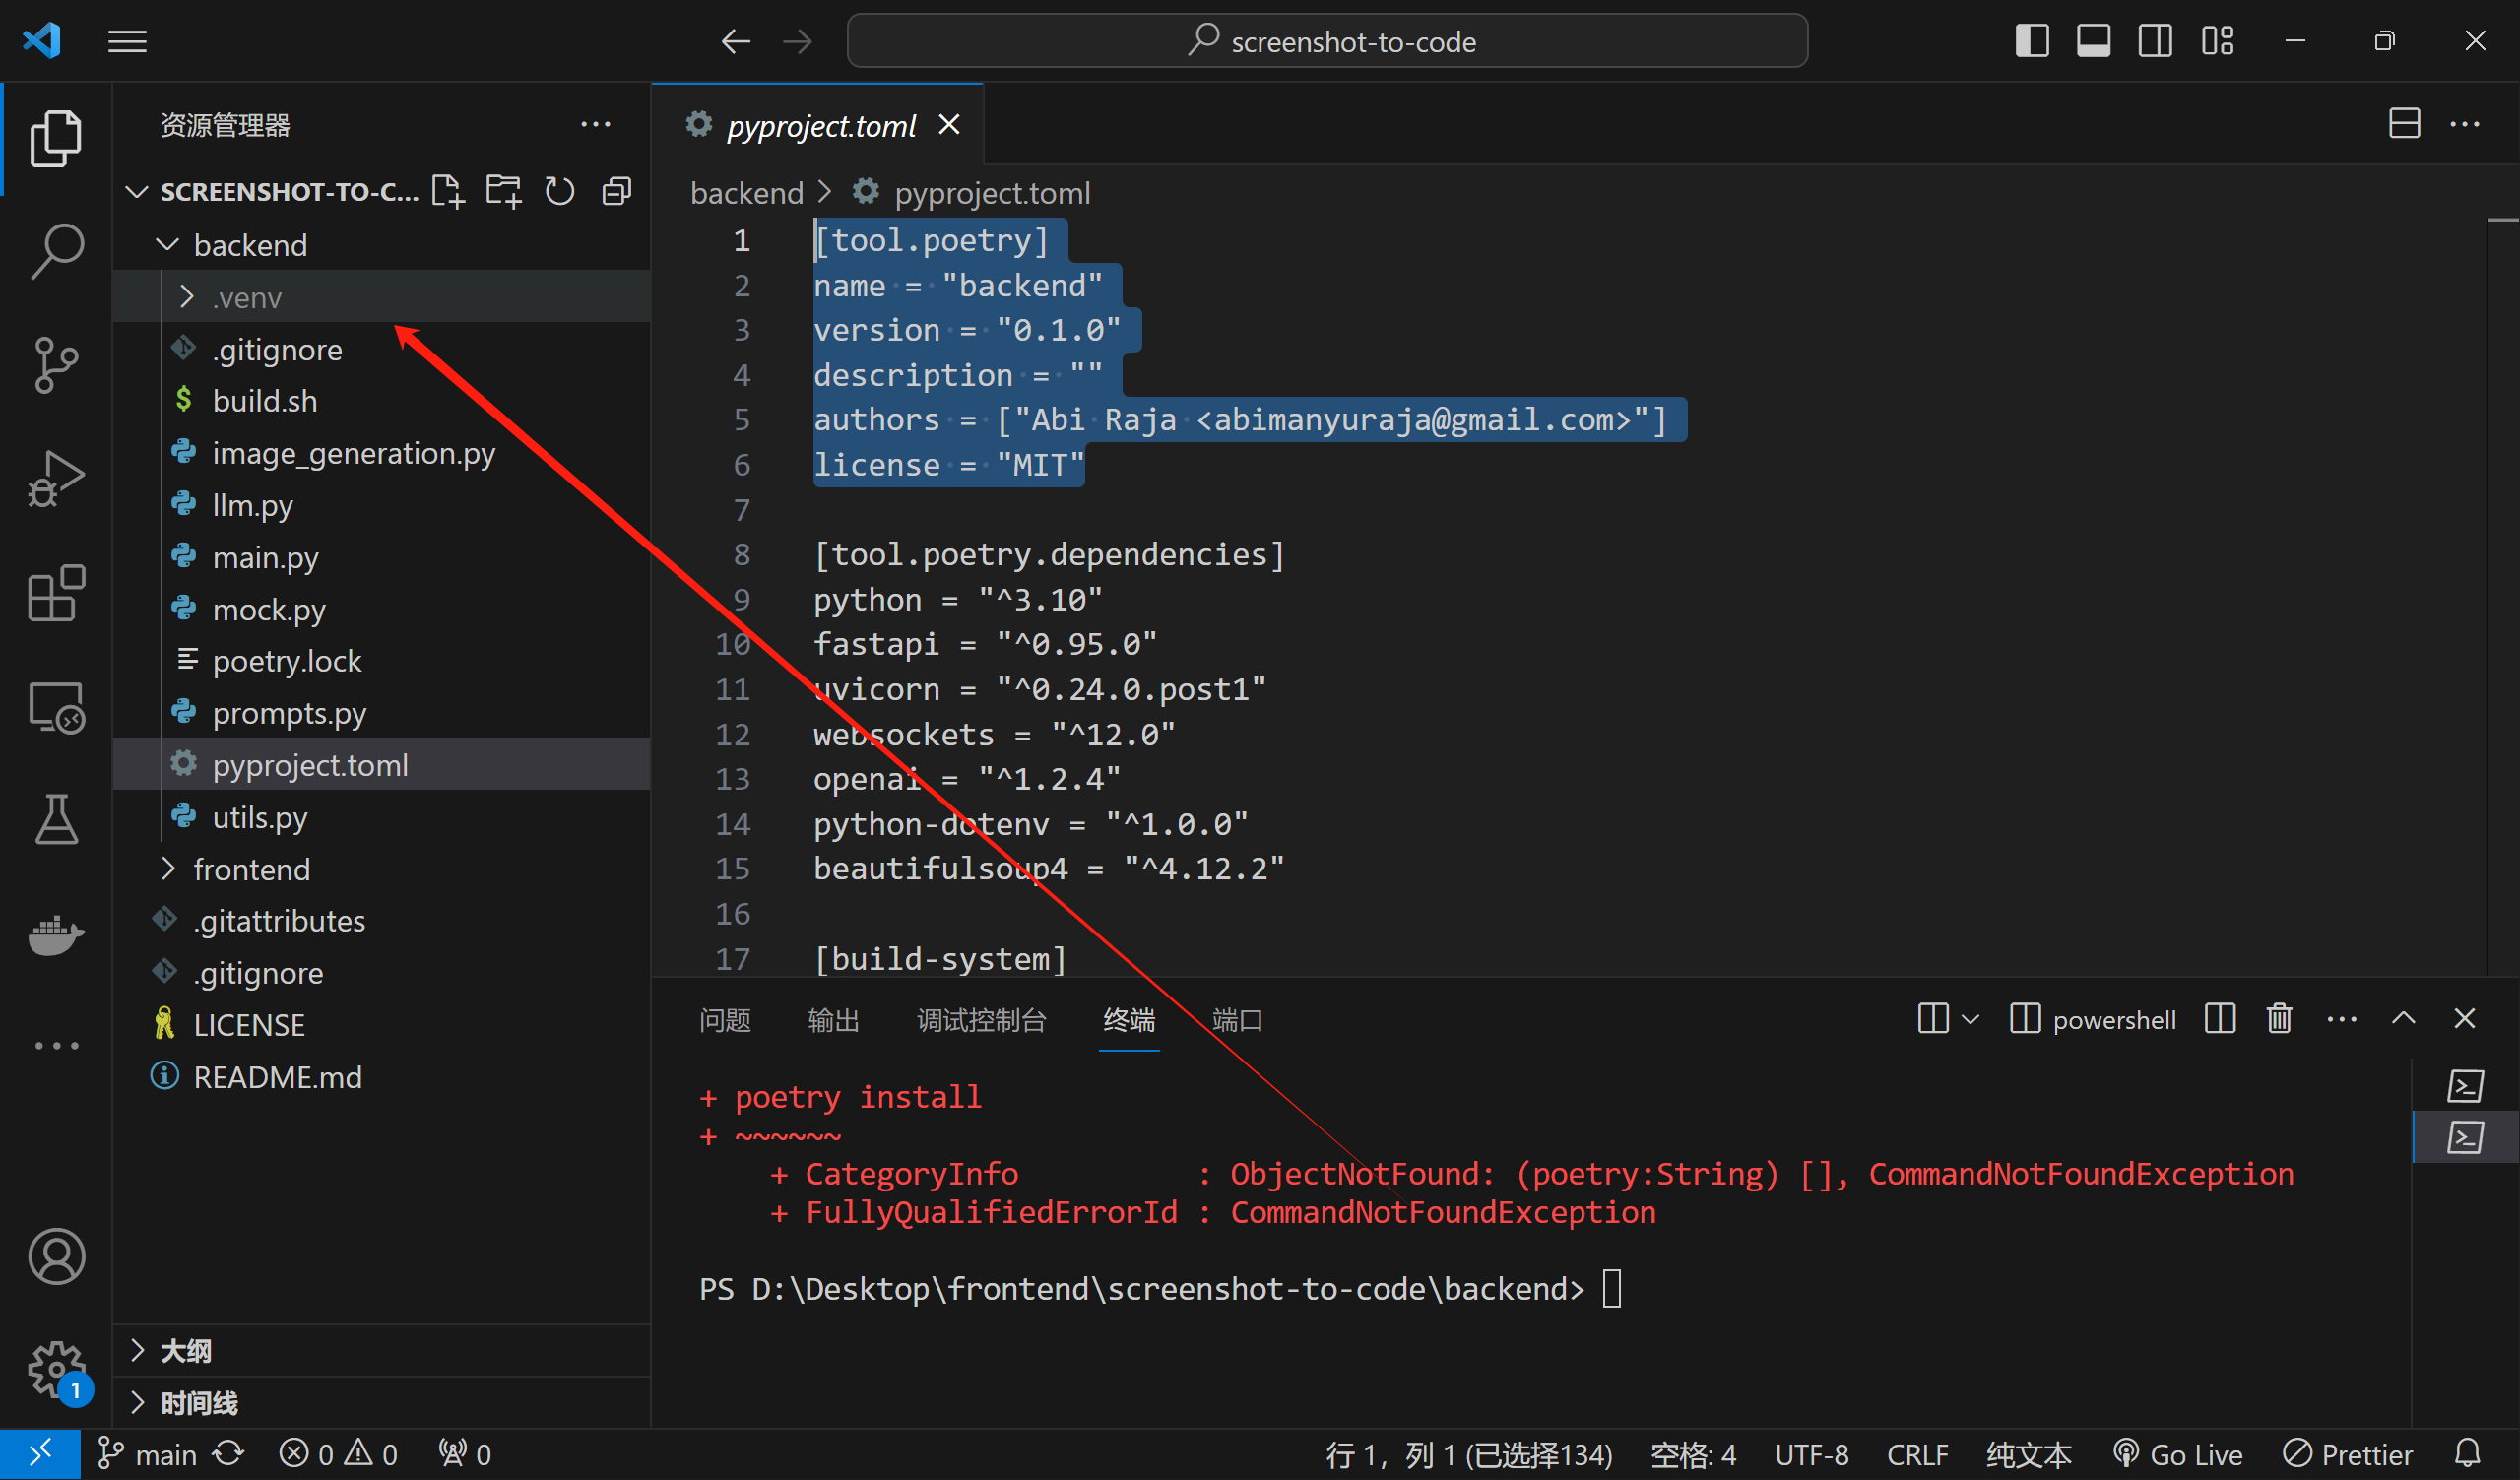 screenshot-to-code
资源管理器
SCREENSHOT-TO-C...
backend
.venv
.gitignore
build.sh
image_generation.py
llm.py
main.py
mock.py
poetry.lock
prompts.py
pyproject.toml
utils.py
frontend
.gitattributes
.gitignore
LICENSE
README.md
大纲
时间线
pyproject.toml
backend > pyproject.toml
1 [tool.poetry]
2 name = "backend"
3 version = "0.1.0"
4 description = ""
5 authors = ["Abi Raja <abimanyuraja@gmail.com>"]
6 license = "MIT"
7
8 [tool.poetry.dependencies]
9 python = "^3.10"
10 fastapi = "^0.95.0"
11 uvicorn = "^0.24.0.post1"
12 websockets = "^12.0"
13 openai = "^1.2.4"
14 python-dotenv = "^1.0.0"
15 beautifulsoup4 = "^4.12.2"
16
17 [build-system]
问题 输出 调试控制台 终端 端口
powershell
+ poetry install
+ ~~~~~~
+ CategoryInfo : ObjectNotFound: (poetry:String) [], CommandNotFoundException
+ FullyQualifiedErrorId : CommandNotFoundException
PS D:\Desktop\frontend\screenshot-to-code\backend>
1
main 0 0 0 行 1，列 1 (已选择134) 空格: 4 UTF-8 CRLF 纯文本 Go Live Prettier